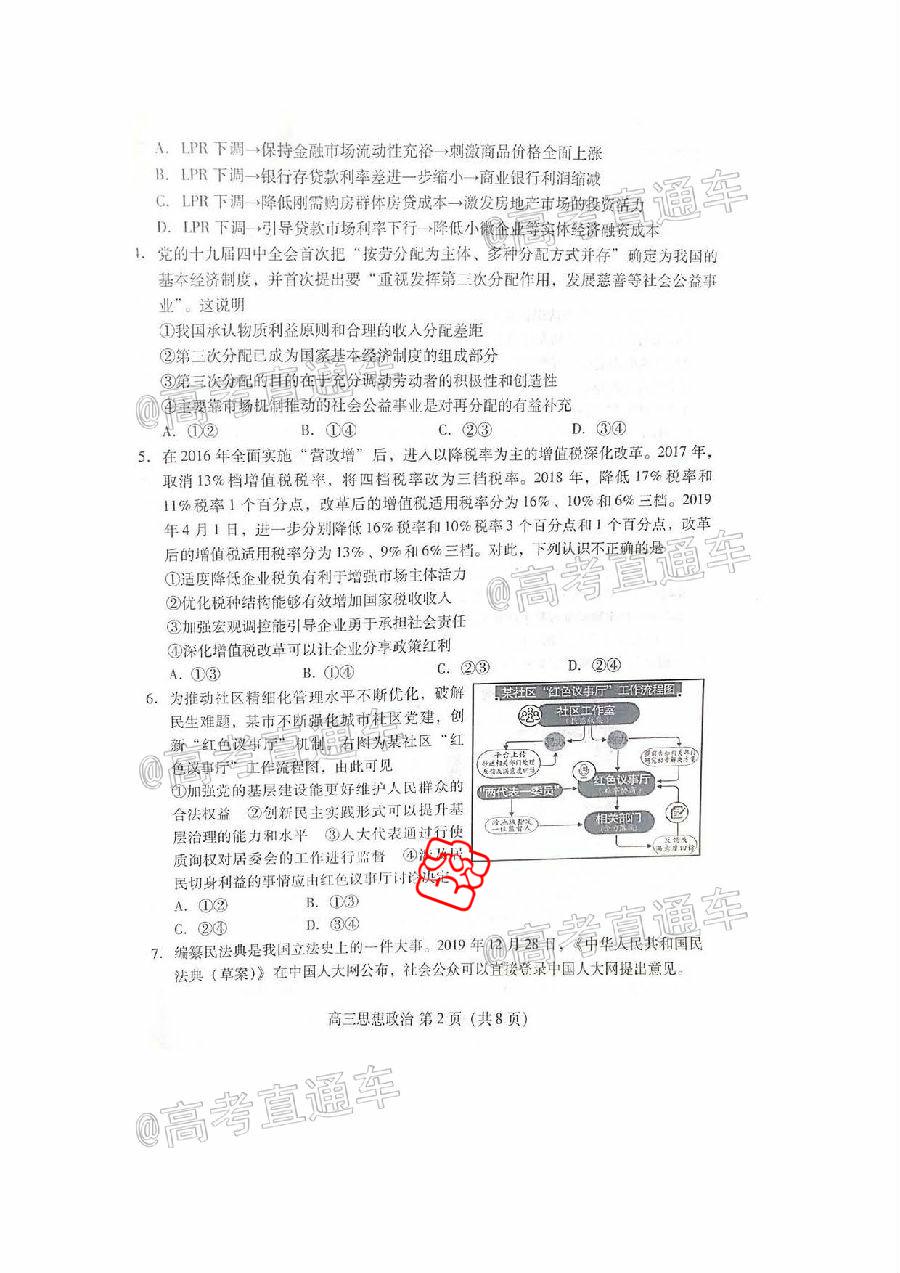 A. LPR 下调→保持金融市场流动性充裕→刺激商品价格全面上涨
B. LPR 下调→银行存贷款利率差进一步缩小→商业银行利润缩减
C. LPR 下调→降低刚需购房群体房贷成本→激发房地产市场的投资活力
D. LPR 下调→引导贷款市场利率下行→降低小微企业等实体经济融资成本
党的十九届四中全会首次把“按劳分配为主体、多种分配方式并存”确定为我国的
基本经济制度，并首次提出要“重视发挥第三次分配作用，发展慈善等社会公益事
业”。这说明
①我国承认物质利益原则和合理的收入分配差距
②第三次分配已成为国家基本经济制度的组成部分
③第三次分配的目的在于充分调动劳动者的积极性和创造性
④主要靠市场机制推动的社会公益事业是对再分配的有益补充
A. ①② B. ①④ C. ②③ D. ③④
5. 在 2016 年全面实施“营改增”后，进入以降税率为主的增值税深化改革。2017 年，
取消 13% 档增值税税率，将四档税率改为三档税率。2018 年，降低 17% 税率和
11% 税率 1 个百分点，改革后的增值税适用税率分为 16%、10% 和 6% 三档。2019
年 4 月 1 日，进一步分别降低 16% 税率和 10% 税率 3 个百分点和 1 个百分点，改革
后的增值税适用税率分为 13%、9% 和 6% 三档。对此，下列认识不正确的是
①适度降低企业税负有利于增强市场主体活力
②优化税种结构能够有效增加国家税收收入
③加强宏观调控能引导企业勇于承担社会责任
④深化增值税改革可以让企业分享政策红利
A. ①③ B. ①④ C. ②③ D. ②④
6. 为推动社区精细化管理水平不断优化，破解
民生难题，某市不断强化城市社区党建，创
新“红色议事厅”机制，右图为某社区“红
色议事厅”工作流程图，由此可见
①加强党的基层建设能更好维护人民群众的
合法权益 ②创新民主实践形式可以提升基
层治理的能力和水平 ③人大代表通过行使
质询权对居委会的工作进行监督 ④涉及居
民切身利益的事情应由红色议事厅讨论决定
A. ①② B. ①③
C. ②④ D. ③④
某社区“红色议事厅”工作流程图
社区工作室
红色议事厅
“两代表一委员”
相关部门
7. 编纂民法典是我国立法史上的一件大事。2019 年 12 月 28 日，《中华人民共和国民
法典（草案）》在中国人大网公布，社会公众可以直接登录中国人大网提出意见。
高三思想政治 第 2 页（共 8 页）
@高考直通车
@高考直通车
@高考直通车
@高考直通车
@高考直通车
@高考直通车
@高考直通车
@高考直通车